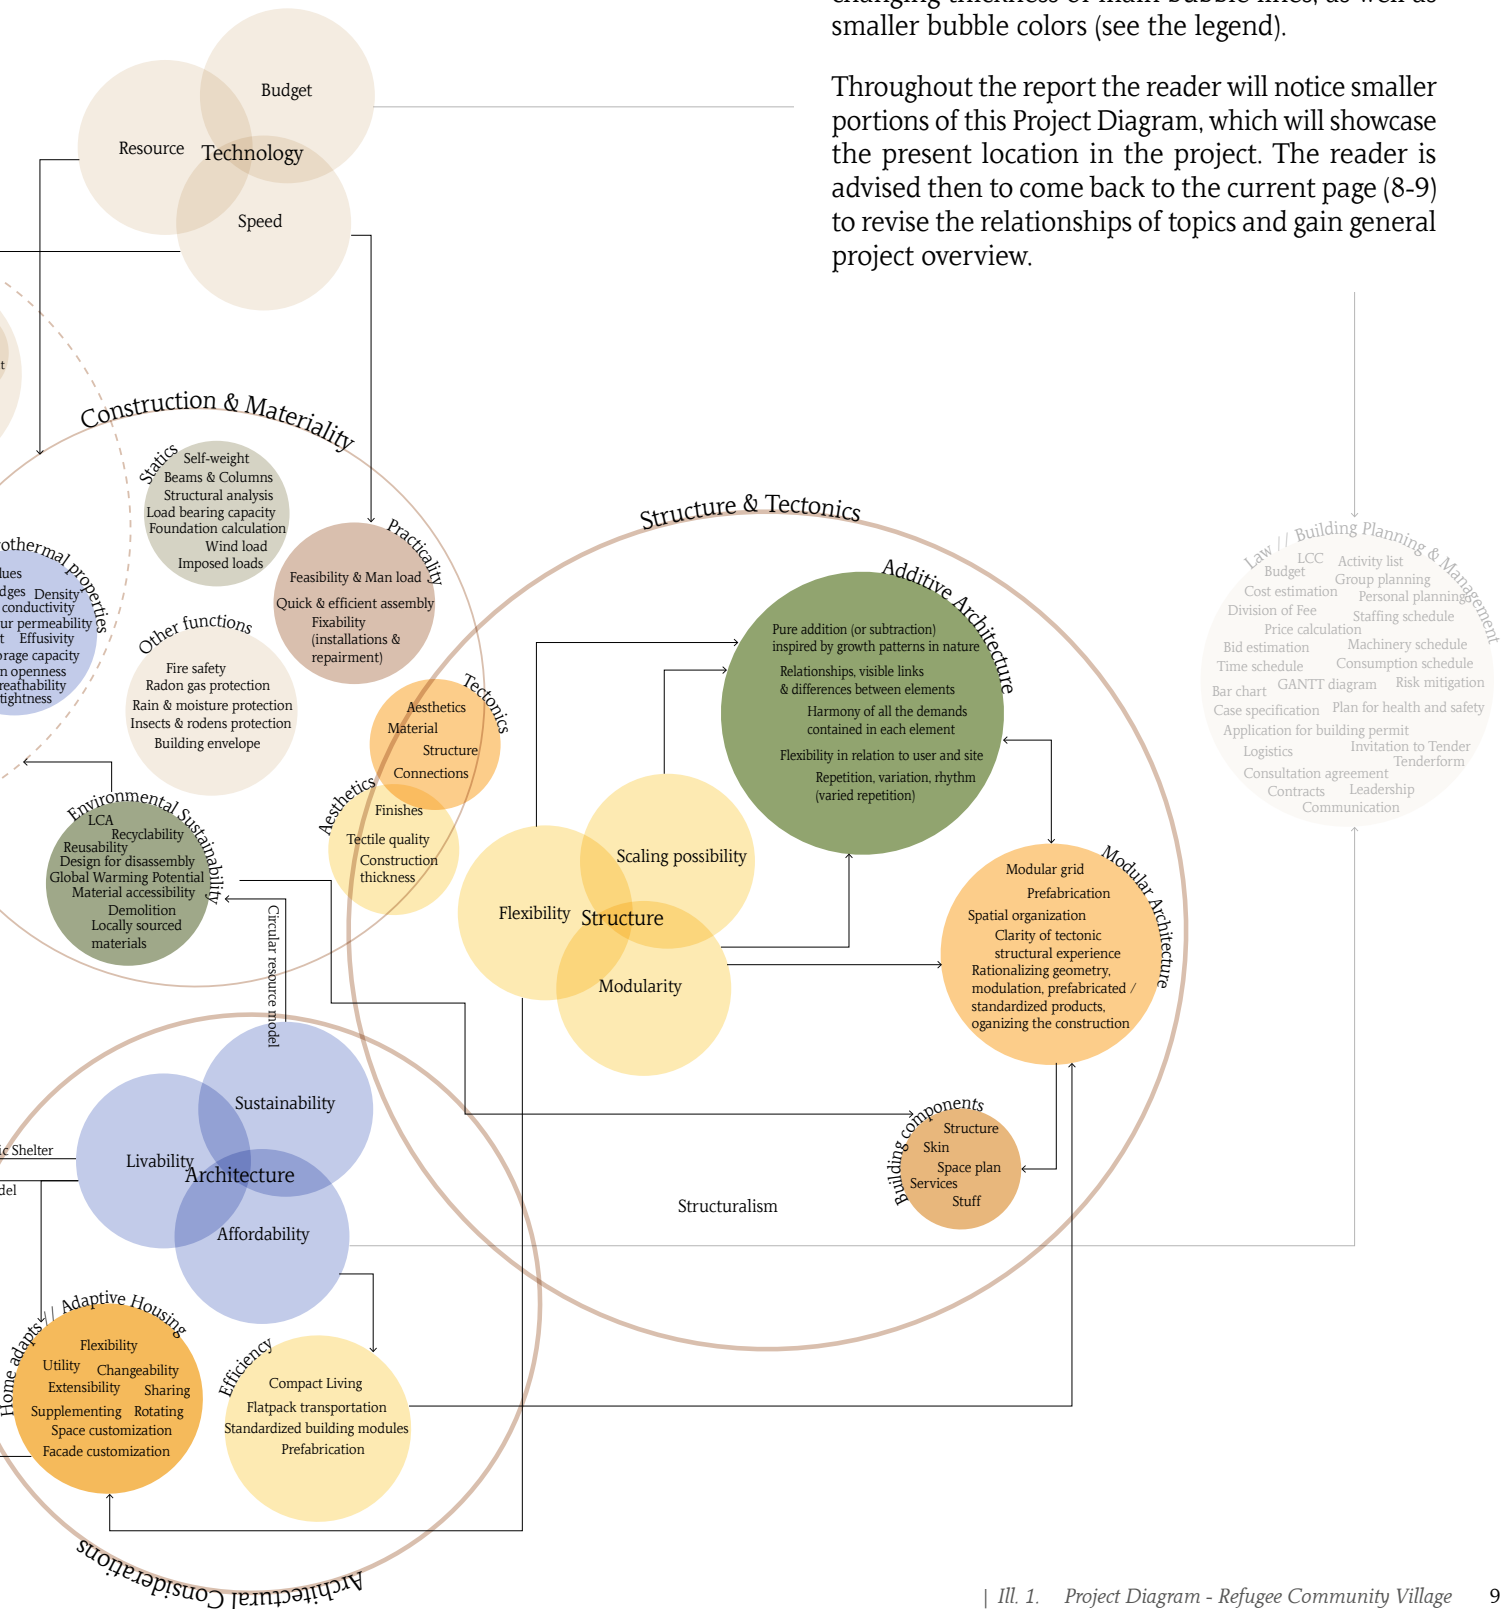 smaller bubble colors (see the legend).
Throughout the report the reader will notice smaller
portions of this Project Diagram, which will showcase
the present location in the project. The reader is
advised then to come back to the current page (8-9)
to revise the relationships of topics and gain general
project overview.
Budget
Resource
Technology
Speed
Construction & Materiality
Statics
Self-weight
Beams & Columns
Structural analysis
Load bearing capacity
Foundation calculation
Wind load
Imposed loads
Practicality
Feasibility & Man load
Quick & efficient assembly
Fixability
(installations &
repairment)
properties
Density
conductivity
permeability
Effusivity
capacity
openness
Other functions
Fire safety
Radon gas protection
Rain & moisture protection
Insects & rodens protection
Building envelope
Tectonics
Aesthetics
Material
Structure
Connections
Aesthetics
Finishes
Tectile quality
Construction
thickness
Environmental Sustainability
LCA
Recyclability
Reusability
Design for disassembly
Global Warming Potential
Material accessibility
Demolition
Locally sourced
materials
Circular resource model
Structure & Tectonics
Additive Architecture
Pure addition (or subtraction)
inspired by growth patterns in nature
Relationships, visible links
& differences between elements
Harmony of all the demands
contained in each element
Flexibility in relation to user and site
Repetition, variation, rhythm
(varied repetition)
Scaling possibility
Flexibility
Structure
Modularity
Modular Architecture
Modular grid
Prefabrication
Spatial organization
Clarity of tectonic
structural experience
Rationalizing geometry,
modulation, prefabricated /
standardized products,
oganizing the construction
Building components
Structure
Skin
Space plan
Services
Stuff
Structuralism
Law // Building Planning & Management
LCC
Activity list
Budget
Group planning
Cost estimation
Personal planning
Division of Fee
Staffing schedule
Price calculation
Bid estimation
Machinery schedule
Time schedule
Consumption schedule
GANTT diagram
Risk mitigation
Bar chart
Case specification
Plan for health and safety
Application for building permit
Logistics
Invitation to Tender
Tenderform
Consultation agreement
Contracts
Leadership
Communication
Sustainability
Livability
Architecture
Affordability
Shelter
Home adapts // Adaptive Housing
Flexibility
Utility
Changeability
Extensibility
Sharing
Supplementing
Rotating
Space customization
Facade customization
Efficiency
Compact Living
Flatpack transportation
Standardized building modules
Prefabrication
Architectural Considerations
| Ill. 1. Project Diagram - Refugee Community Village 9